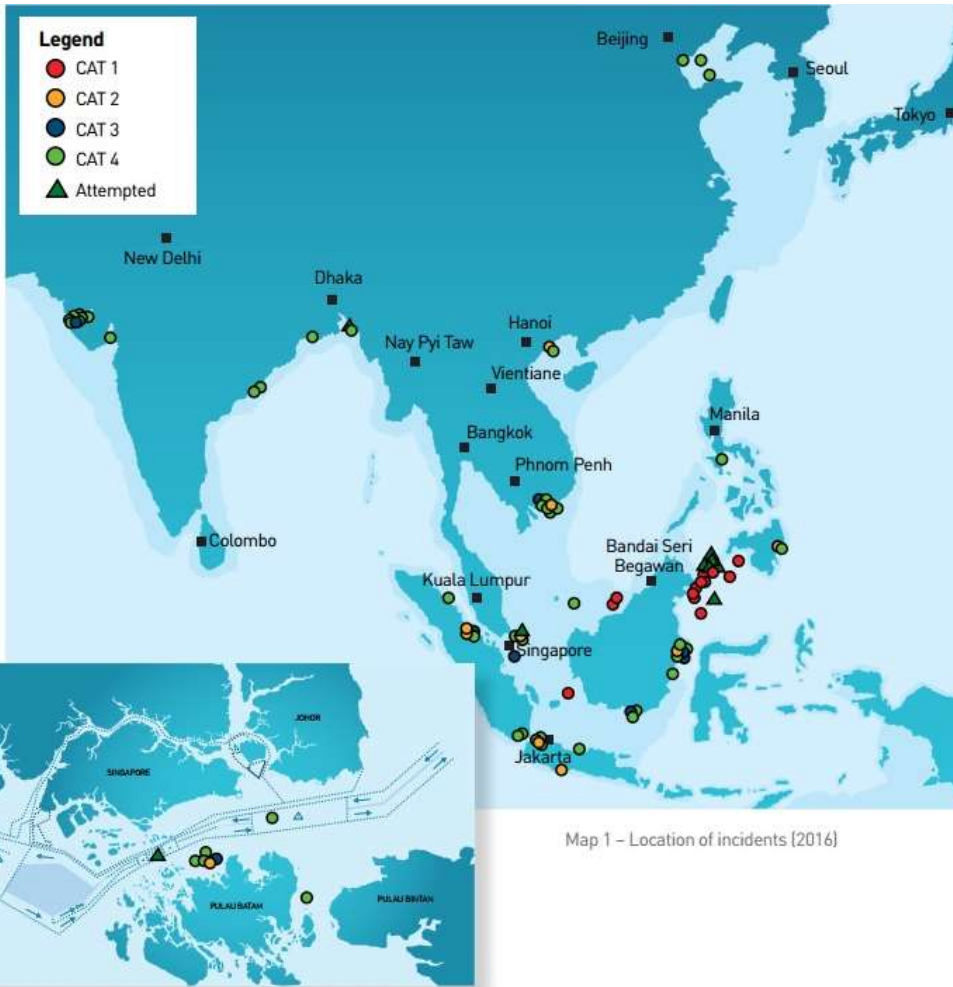 Legend
CAT 1
CAT 2
CAT 3
CAT 4
Attempted
Beijing
Seoul
Tokyo
New Delhi
Dhaka
Nay Pyi Taw
Hanoi
Vientiane
Bangkok
Manila
Phnom Penh
Colombo
Bandai Seri
Begawan
Kuala Lumpur
Singapore
Jakarta
JOHOR
SINGAPORE
PULAU BATAM
PULAU BINTAN
Map 1 – Location of incidents (2016)